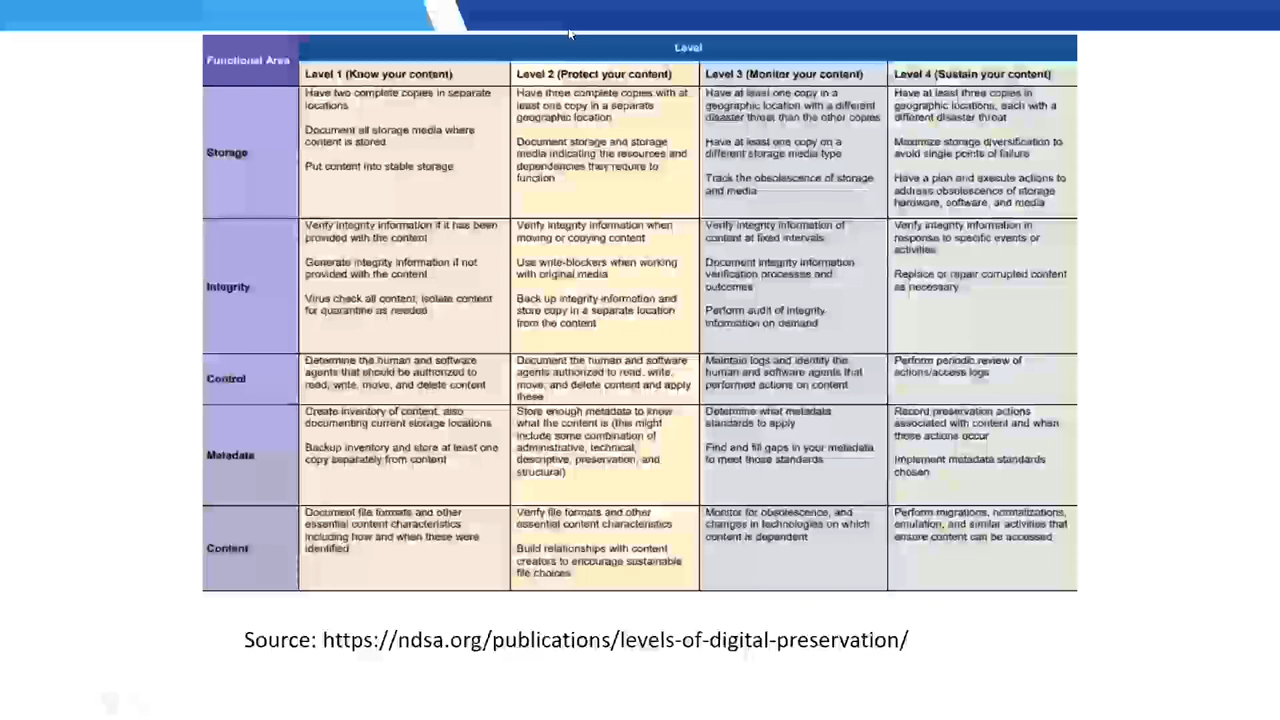 Functional Area
Level
Level 1 (Know your content)
Level 2 (Protect your content)
Level 3 (Monitor your content)
Level 4 (Sustain your content)
Storage
Have two complete copies in separate
locations
Document all storage media where
content is stored
Put content into stable storage
Have three complete copies with at
least one copy in a separate
geographic location
Document storage and storage
media indicating the resources and
dependencies they require to
function
Have at least one copy in a
geographic location with a different
disaster threat than the other copies
Have at least one copy on a
different storage media type
Track the obsolescence of storage
and media
Have at least three copies in
geographic locations, each with a
different disaster threat
Maximize storage diversification to
avoid single points of failure
Have a plan and execute actions to
address obsolescence of storage
hardware, software, and media
Integrity
Verify integrity information if it has been
provided with the content
Generate integrity information if not
provided with the content
Virus check all content; isolate content
for quarantine as needed
Verify integrity information when
moving or copying content
Use write-blockers when working
with original media
Back up integrity information and
store copy in a separate location
from the content
Verify integrity information of
content at fixed intervals
Document integrity information
verification processes and
outcomes
Perform audit of integrity
information on demand
Verify integrity information in
response to specific events or
activities
Replace or repair corrupted content
as necessary
Control
Determine the human and software
agents that should be authorized to
read, write, move, and delete content
Document the human and software
agents authorized to read, write,
move, and delete content and apply
these
Maintain logs and identify the
human and software agents that
performed actions on content
Perform periodic review of
actions/access logs
Metadata
Create inventory of content, also
documenting current storage locations
Backup inventory and store at least one
copy separately from content
Store enough metadata to know
what the content is (this might
include some combination of
administrative, technical,
descriptive, preservation, and
structural)
Determine what metadata
standards to apply
Find and fill gaps in your metadata
to meet those standards
Record preservation actions
associated with content and when
those actions occur
Implement metadata standards
chosen
Content
Document file formats and other
essential content characteristics
including how and when these were
identified
Verify file formats and other
essential content characteristics
Build relationships with content
creators to encourage sustainable
file choices
Monitor for obsolescence, and
changes in technologies on which
content is dependent
Perform migrations, normalizations,
emulation, and similar activities that
ensure content can be accessed
Source: https://ndsa.org/publications/levels-of-digital-preservation/